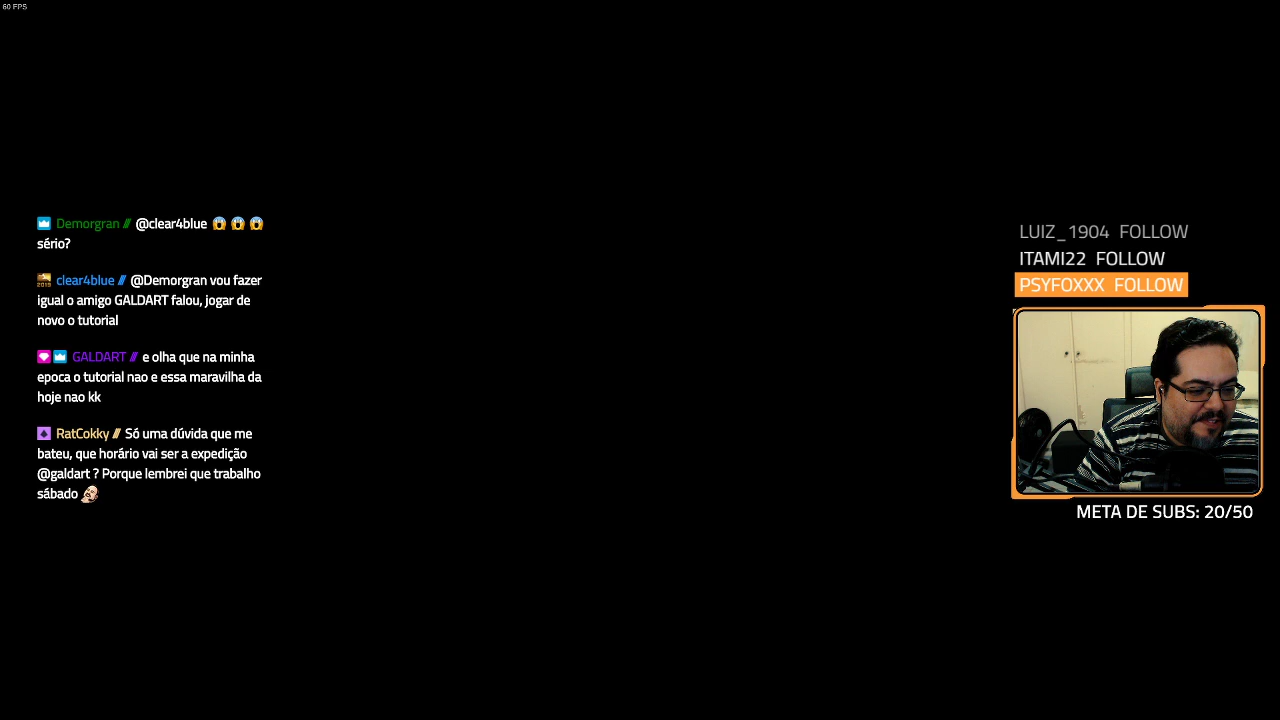 60 FPS
Demorgran /// @clear4blue 😱 😱 😱
sério?
clear4blue /// @Demorgran vou fazer
igual o amigo GALDART falou, jogar de
novo o tutorial
GALDART /// e olha que na minha
epoca o tutorial nao e essa maravilha da
hoje nao kk
RatCokky /// Só uma dúvida que me
bateu, que horário vai ser a expedição
@galdart ? Porque lembrei que trabalho
sábado
LUIZ_1904 FOLLOW
ITAMI22 FOLLOW
PSYFOXXX FOLLOW
META DE SUBS: 20/50